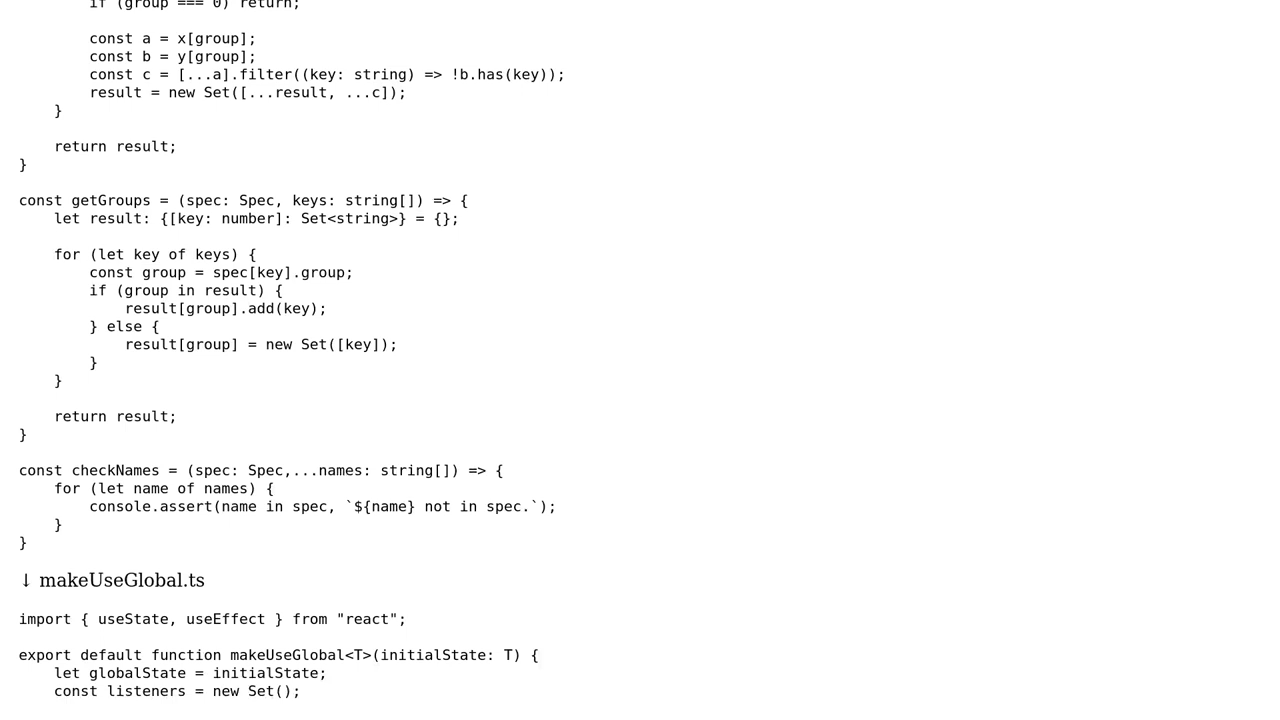 if (group === 0) return;

        const a = x[group];
        const b = y[group];
        const c = [...a].filter((key: string) => !b.has(key));
        result = new Set([...result, ...c]);
    }

    return result;
}

const getGroups = (spec: Spec, keys: string[]) => {
    let result: {[key: number]: Set<string>} = {};

    for (let key of keys) {
        const group = spec[key].group;
        if (group in result) {
            result[group].add(key);
        } else {
            result[group] = new Set([key]);
        }
    }

    return result;
}

const checkNames = (spec: Spec,...names: string[]) => {
    for (let name of names) {
        console.assert(name in spec, `${name} not in spec.`);
    }
}

↓ makeUseGlobal.ts

import { useState, useEffect } from "react";

export default function makeUseGlobal<T>(initialState: T) {
    let globalState = initialState;
    const listeners = new Set();